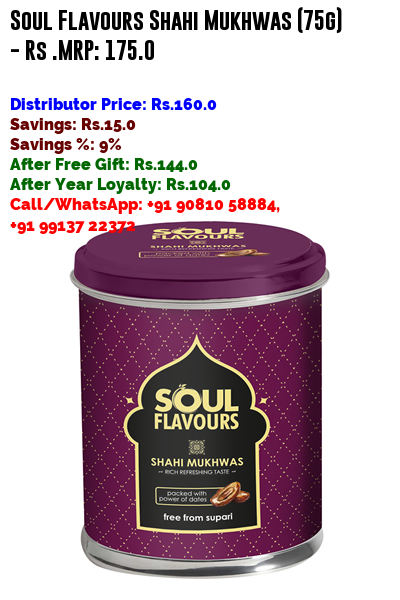 Soul Flavours Shahi Mukhwas (75g)
- Rs .MRP: 175.0
Distributor Price: Rs.160.0
Savings: Rs.15.0
Savings %: 9%
After Free Gift: Rs.144.0
After Year Loyalty: Rs.104.0
Call/WhatsApp: +91 90810 58884,
+91 99137 22372
SOUL
FLAVOURS
SHAHI MUKHWAS
SOUL
FLAVOURS
SHAHI MUKHWAS
RICH REFRESHING TASTE
packed with
power of dates
free from supari